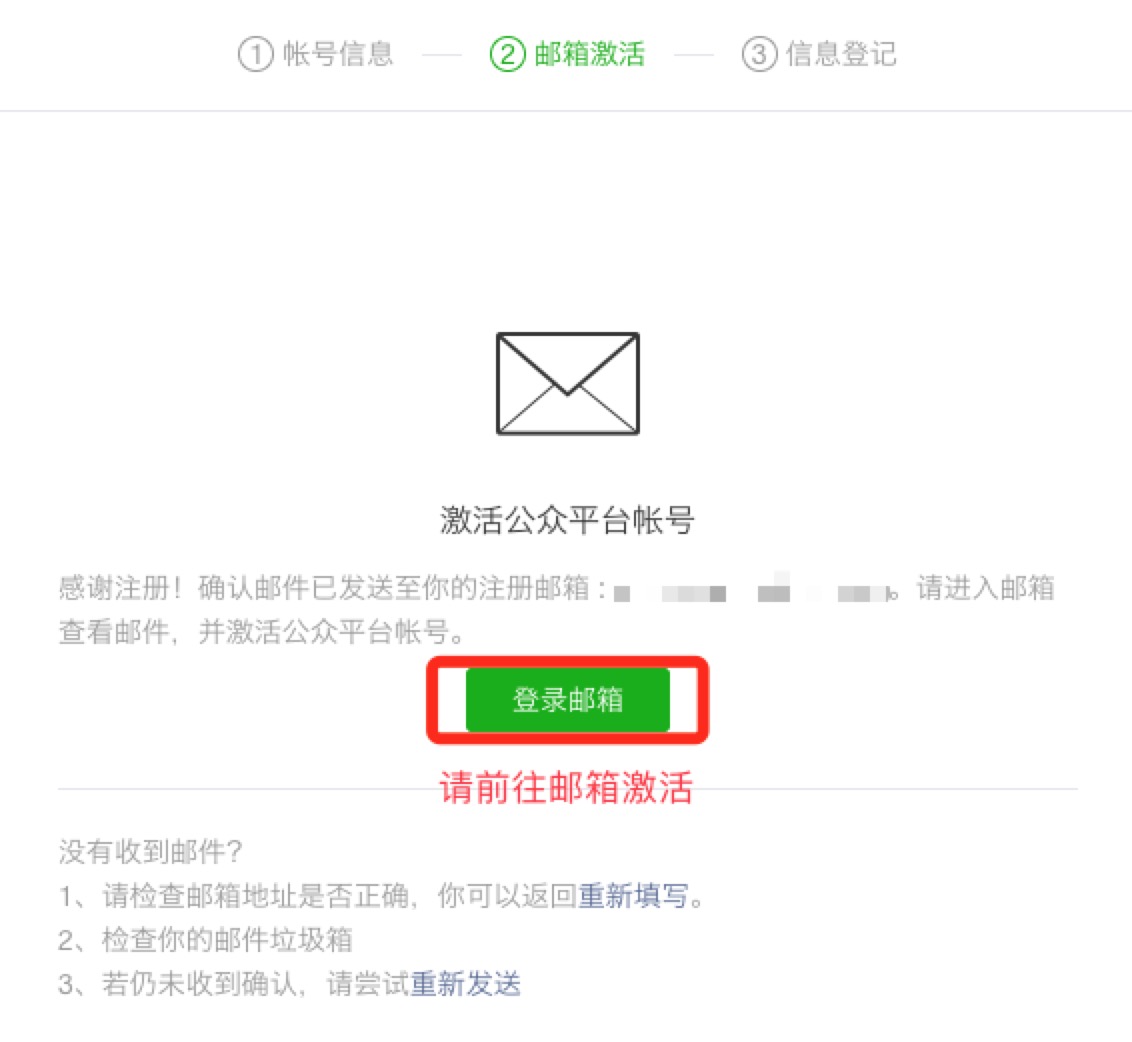 ① 帐号信息 ② 邮箱激活 ③ 信息登记
激活公众平台帐号
感谢注册！确认邮件已发送至你的注册邮箱：。请进入邮箱
查看邮件，并激活公众平台帐号。
登录邮箱
请前往邮箱激活
没有收到邮件？
1、请检查邮箱地址是否正确，你可以返回重新填写。
2、检查你的邮件垃圾箱
3、若仍未收到确认，请尝试重新发送